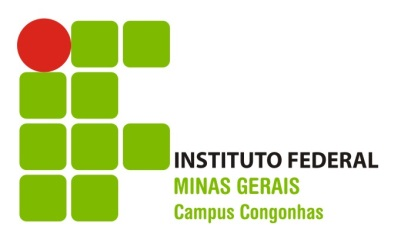 INSTITUTO FEDERAL
MINAS GERAIS
Campus Congonhas